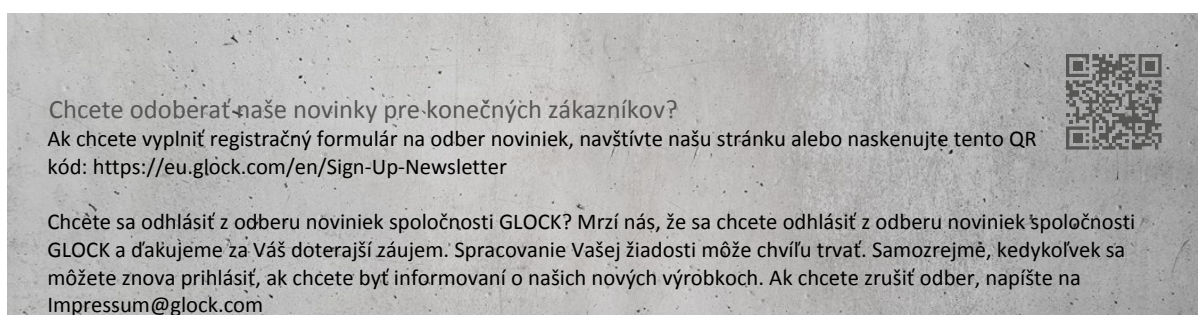 Chcete odoberať naše novinky pre konečných zákazníkov?
Ak chcete vyplniť registračný formulár na odber noviniek, navštívte našu stránku alebo naskenujte tento QR
kód: https://eu.glock.com/en/Sign-Up-Newsletter
Chcete sa odhlásiť z odberu noviniek spoločnosti GLOCK? Mrzí nás, že sa chcete odhlásiť z odberu noviniek spoločnosti
GLOCK a ďakujeme za Váš doterajší záujem. Spracovanie Vašej žiadosti môže chvíľu trvať. Samozrejme, kedykoľvek sa
môžete znova prihlásiť, ak chcete byť informovaní o našich nových výrobkoch. Ak chcete zrušiť odber, napíšte na
Impressum@glock.com